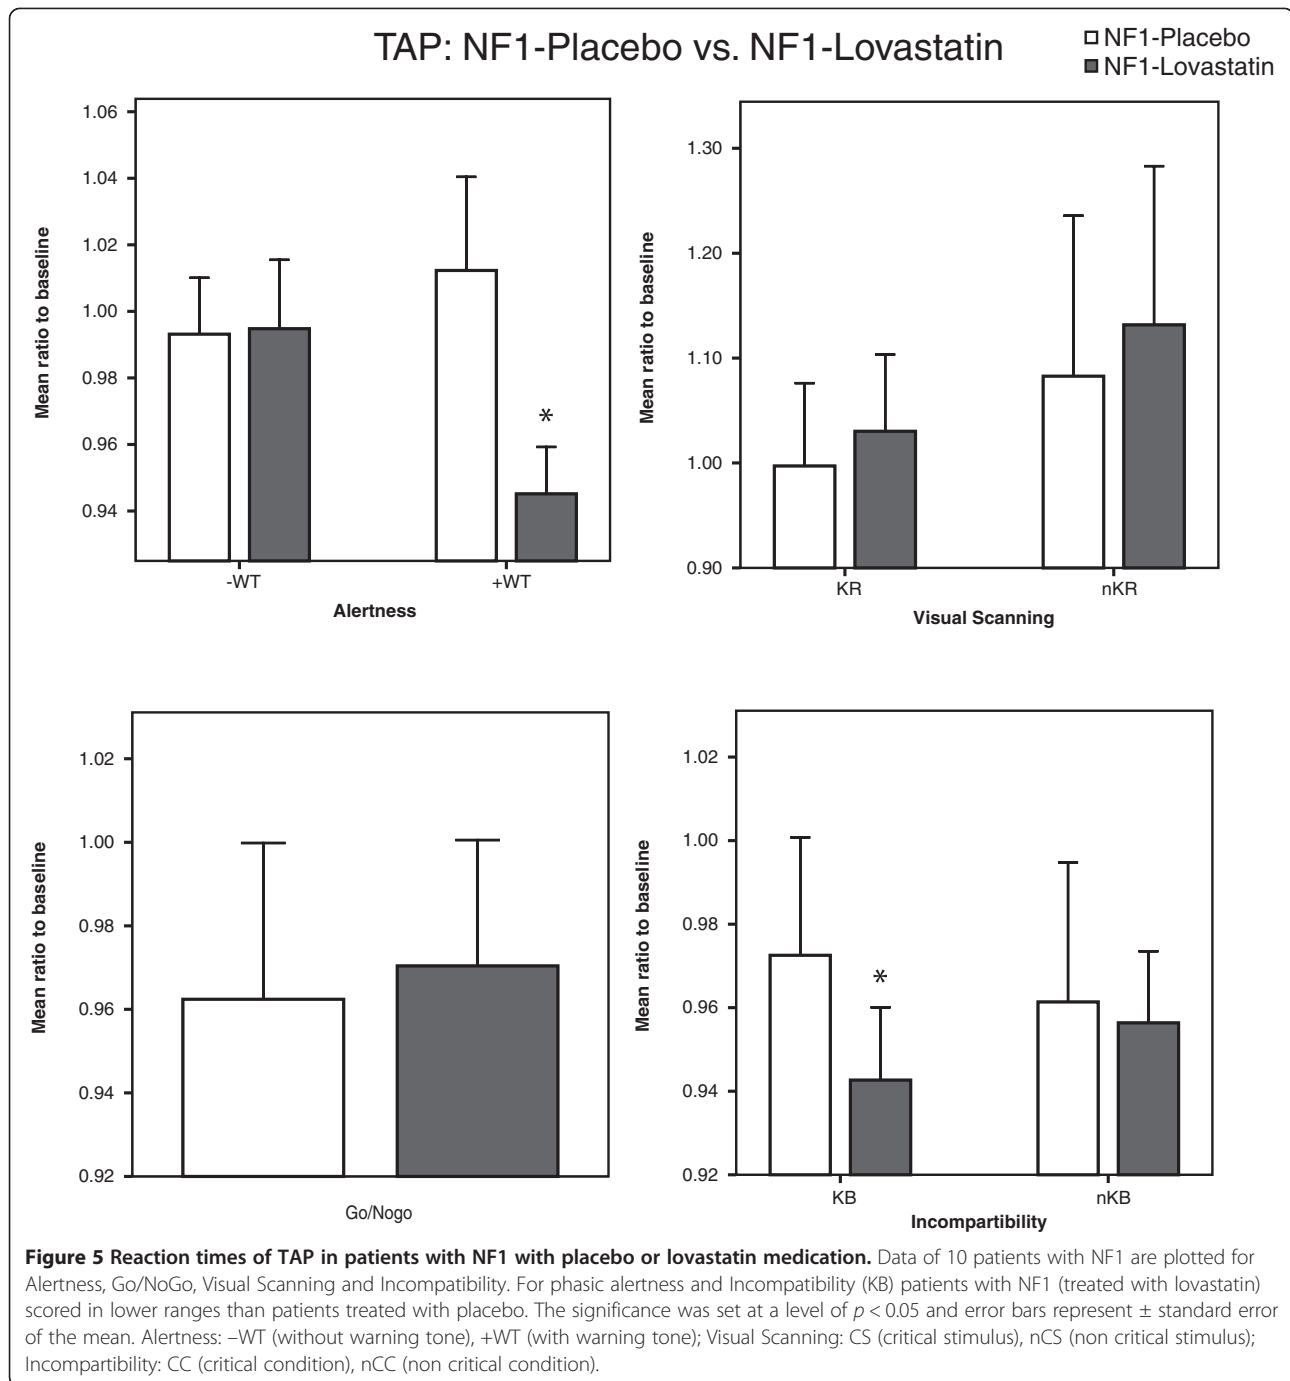 TAP: NF1-Placebo vs. NF1-Lovastatin
NF1-Placebo
NF1-Lovastatin
1.06
1.04
1.02
1.00
0.98
0.96
0.94
Mean ratio to baseline
*
-WT
+WT
Alertness
1.30
1.20
1.10
1.00
0.90
Mean ratio to baseline
KR
nKR
Visual Scanning
1.02
1.00
0.98
0.96
0.94
0.92
Mean ratio to baseline
Go/Nogo
1.02
1.00
0.98
0.96
0.94
0.92
Mean ratio to baseline
*
KB
nKB
Incompartibility
Figure 5 Reaction times of TAP in patients with NF1 with placebo or lovastatin medication. Data of 10 patients with NF1 are plotted for
Alertness, Go/NoGo, Visual Scanning and Incompatibility. For phasic alertness and Incompatibility (KB) patients with NF1 (treated with lovastatin)
scored in lower ranges than patients treated with placebo. The significance was set at a level of p < 0.05 and error bars represent ± standard error
of the mean. Alertness: –WT (without warning tone), +WT (with warning tone); Visual Scanning: CS (critical stimulus), nCS (non critical stimulus);
Incompartibility: CC (critical condition), nCC (non critical condition).